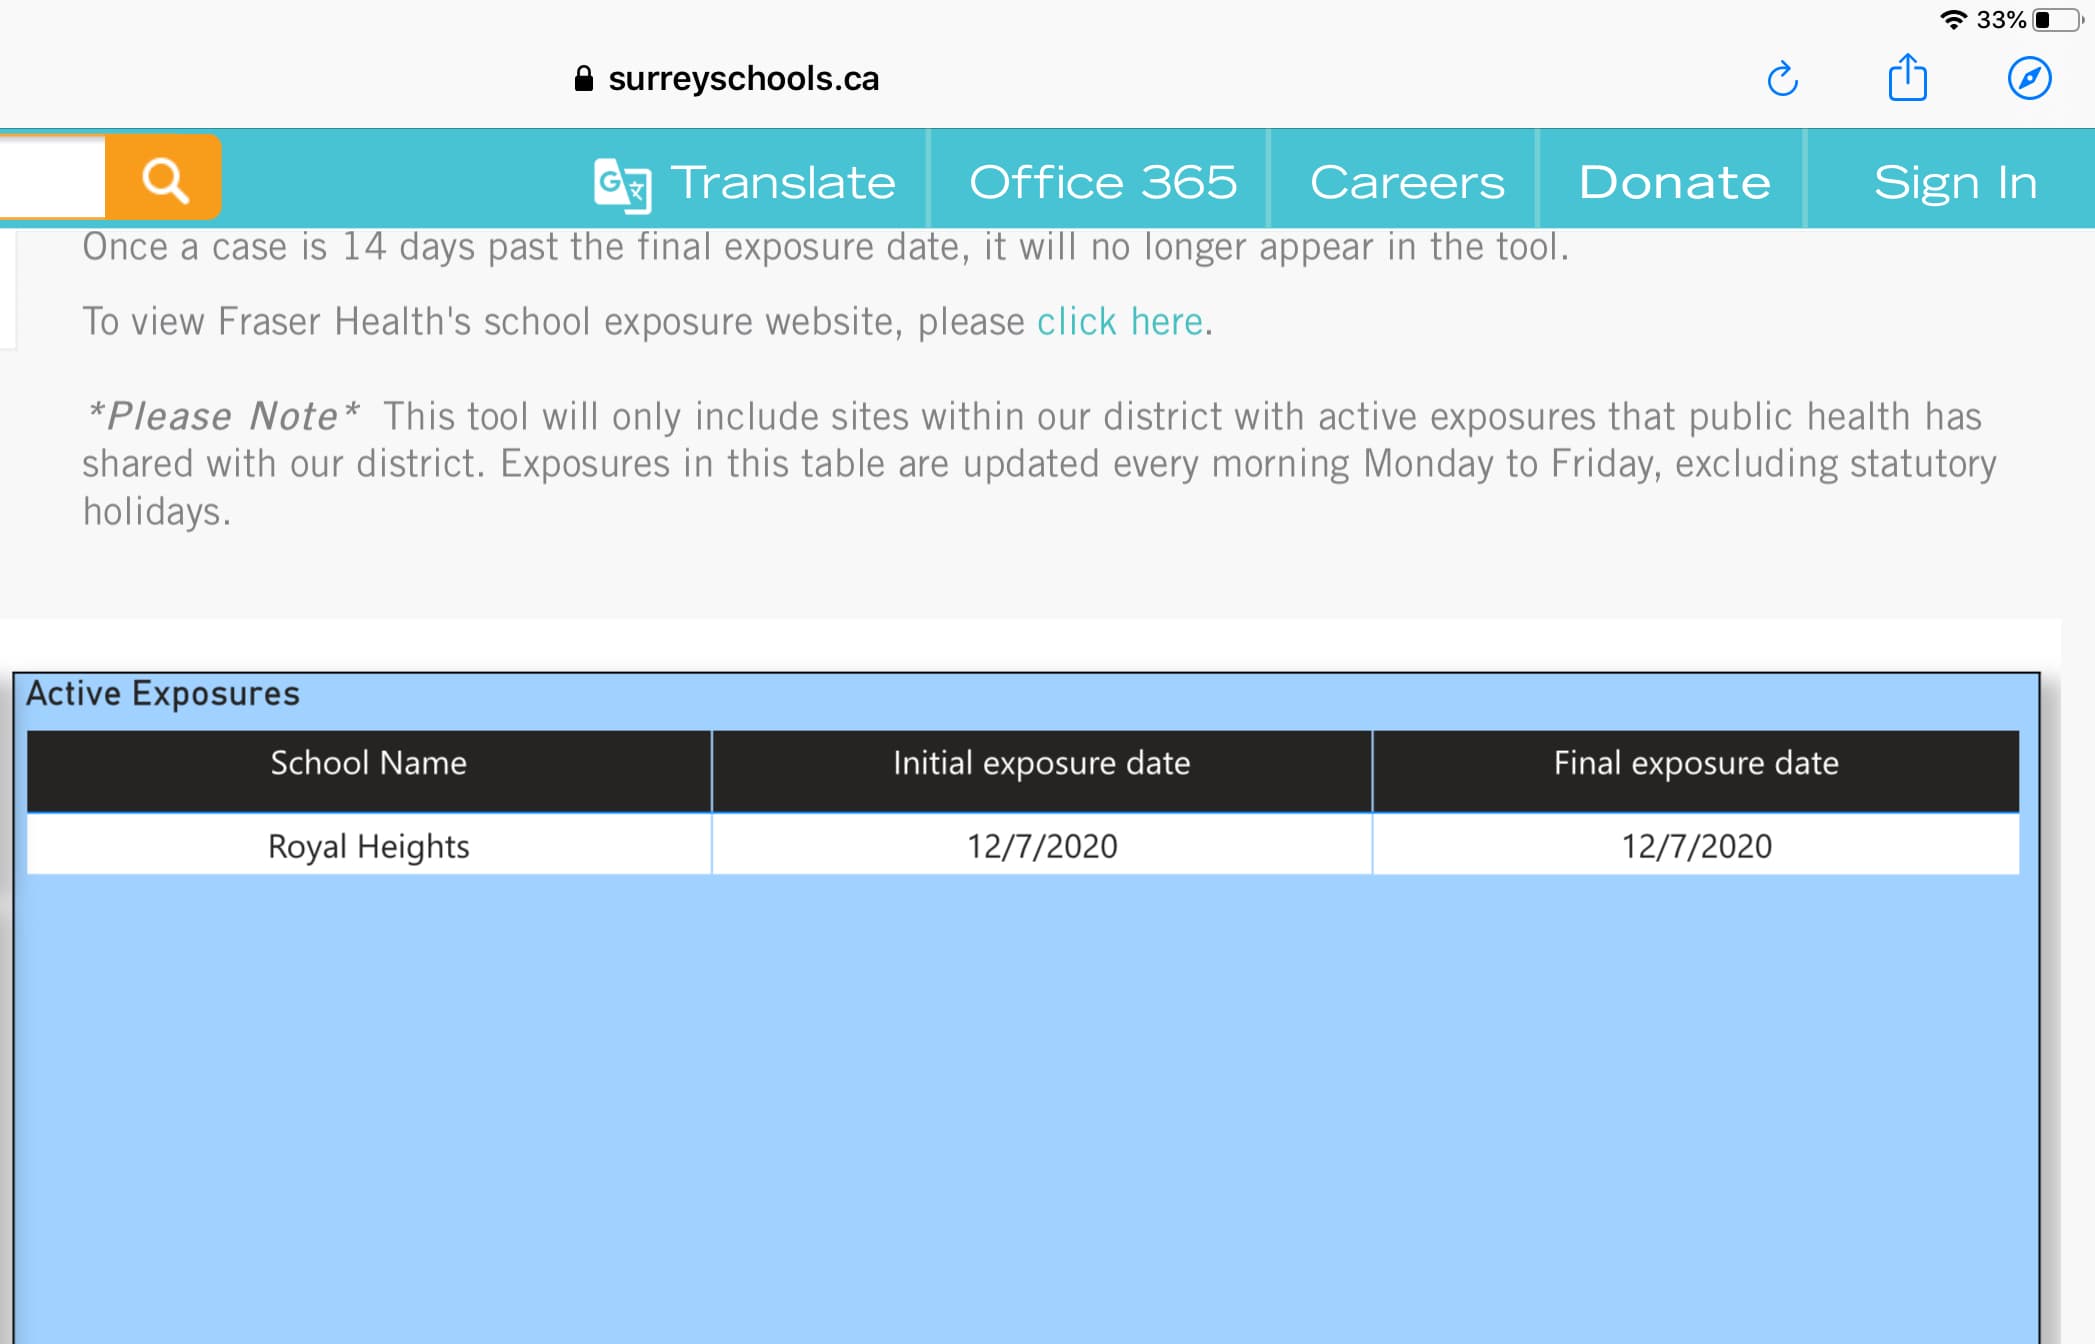 33%
surreyschools.ca
Translate Office 365 Careers Donate Sign In
Once a case is 14 days past the final exposure date, it will no longer appear in the tool.
To view Fraser Health's school exposure website, please click here.
*Please Note* This tool will only include sites within our district with active exposures that public health has
shared with our district. Exposures in this table are updated every morning Monday to Friday, excluding statutory
holidays.
Active Exposures
School Name Initial exposure date Final exposure date
Royal Heights 12/7/2020 12/7/2020